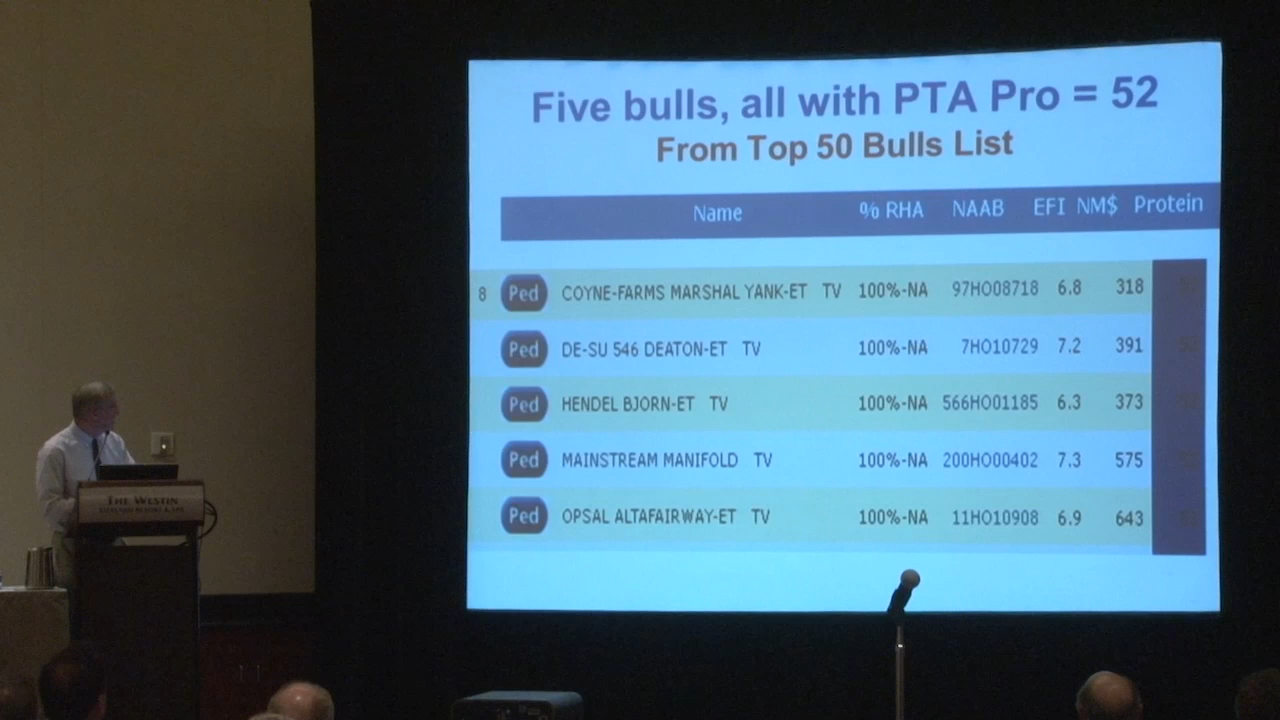 Five bulls, all with PTA Pro = 52
From Top 50 Bulls List
Name % RHA NAAB EFI NM$ Protein
8 Ped COYNE-FARMS MARSHAL YANK-ET TV 100%-NA 97HO08718 6.8 318
Ped DE-SU 546 DEATON-ET TV 100%-NA 7HO10729 7.2 391
Ped HENDEL BJORN-ET TV 100%-NA 566HO01185 6.3 373
Ped MAINSTREAM MANIFOLD TV 100%-NA 200HO00402 7.3 575
Ped OPSAL ALTAFAIRWAY-ET TV 100%-NA 11HO10908 6.9 643
THE WESTIN